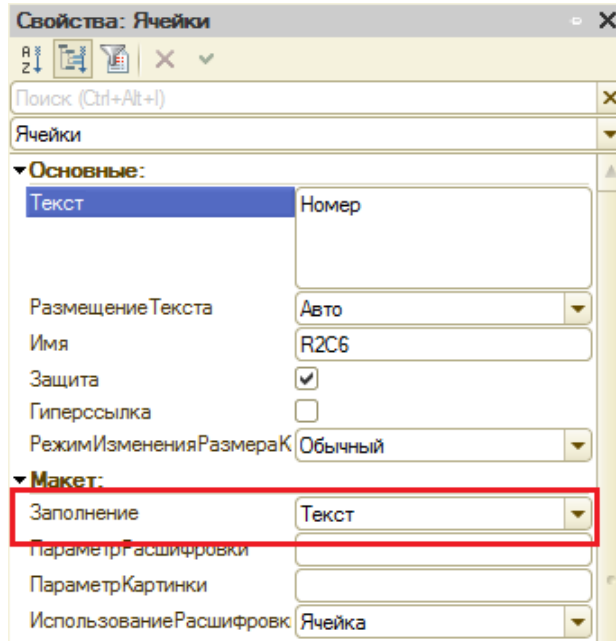 Свойства: Ячейки
Поиск (Ctrl+Alt+I)
Ячейки
Основные:
Текст Номер
РазмещениеТекста Авто
Имя R2C6
Защита
Гиперссылка
РежимИзмененияРазмераК Обычный
Макет:
Заполнение Текст
ПараметрРасшифровки
ПараметрКартинки
ИспользованиеРасшифровк Ячейка